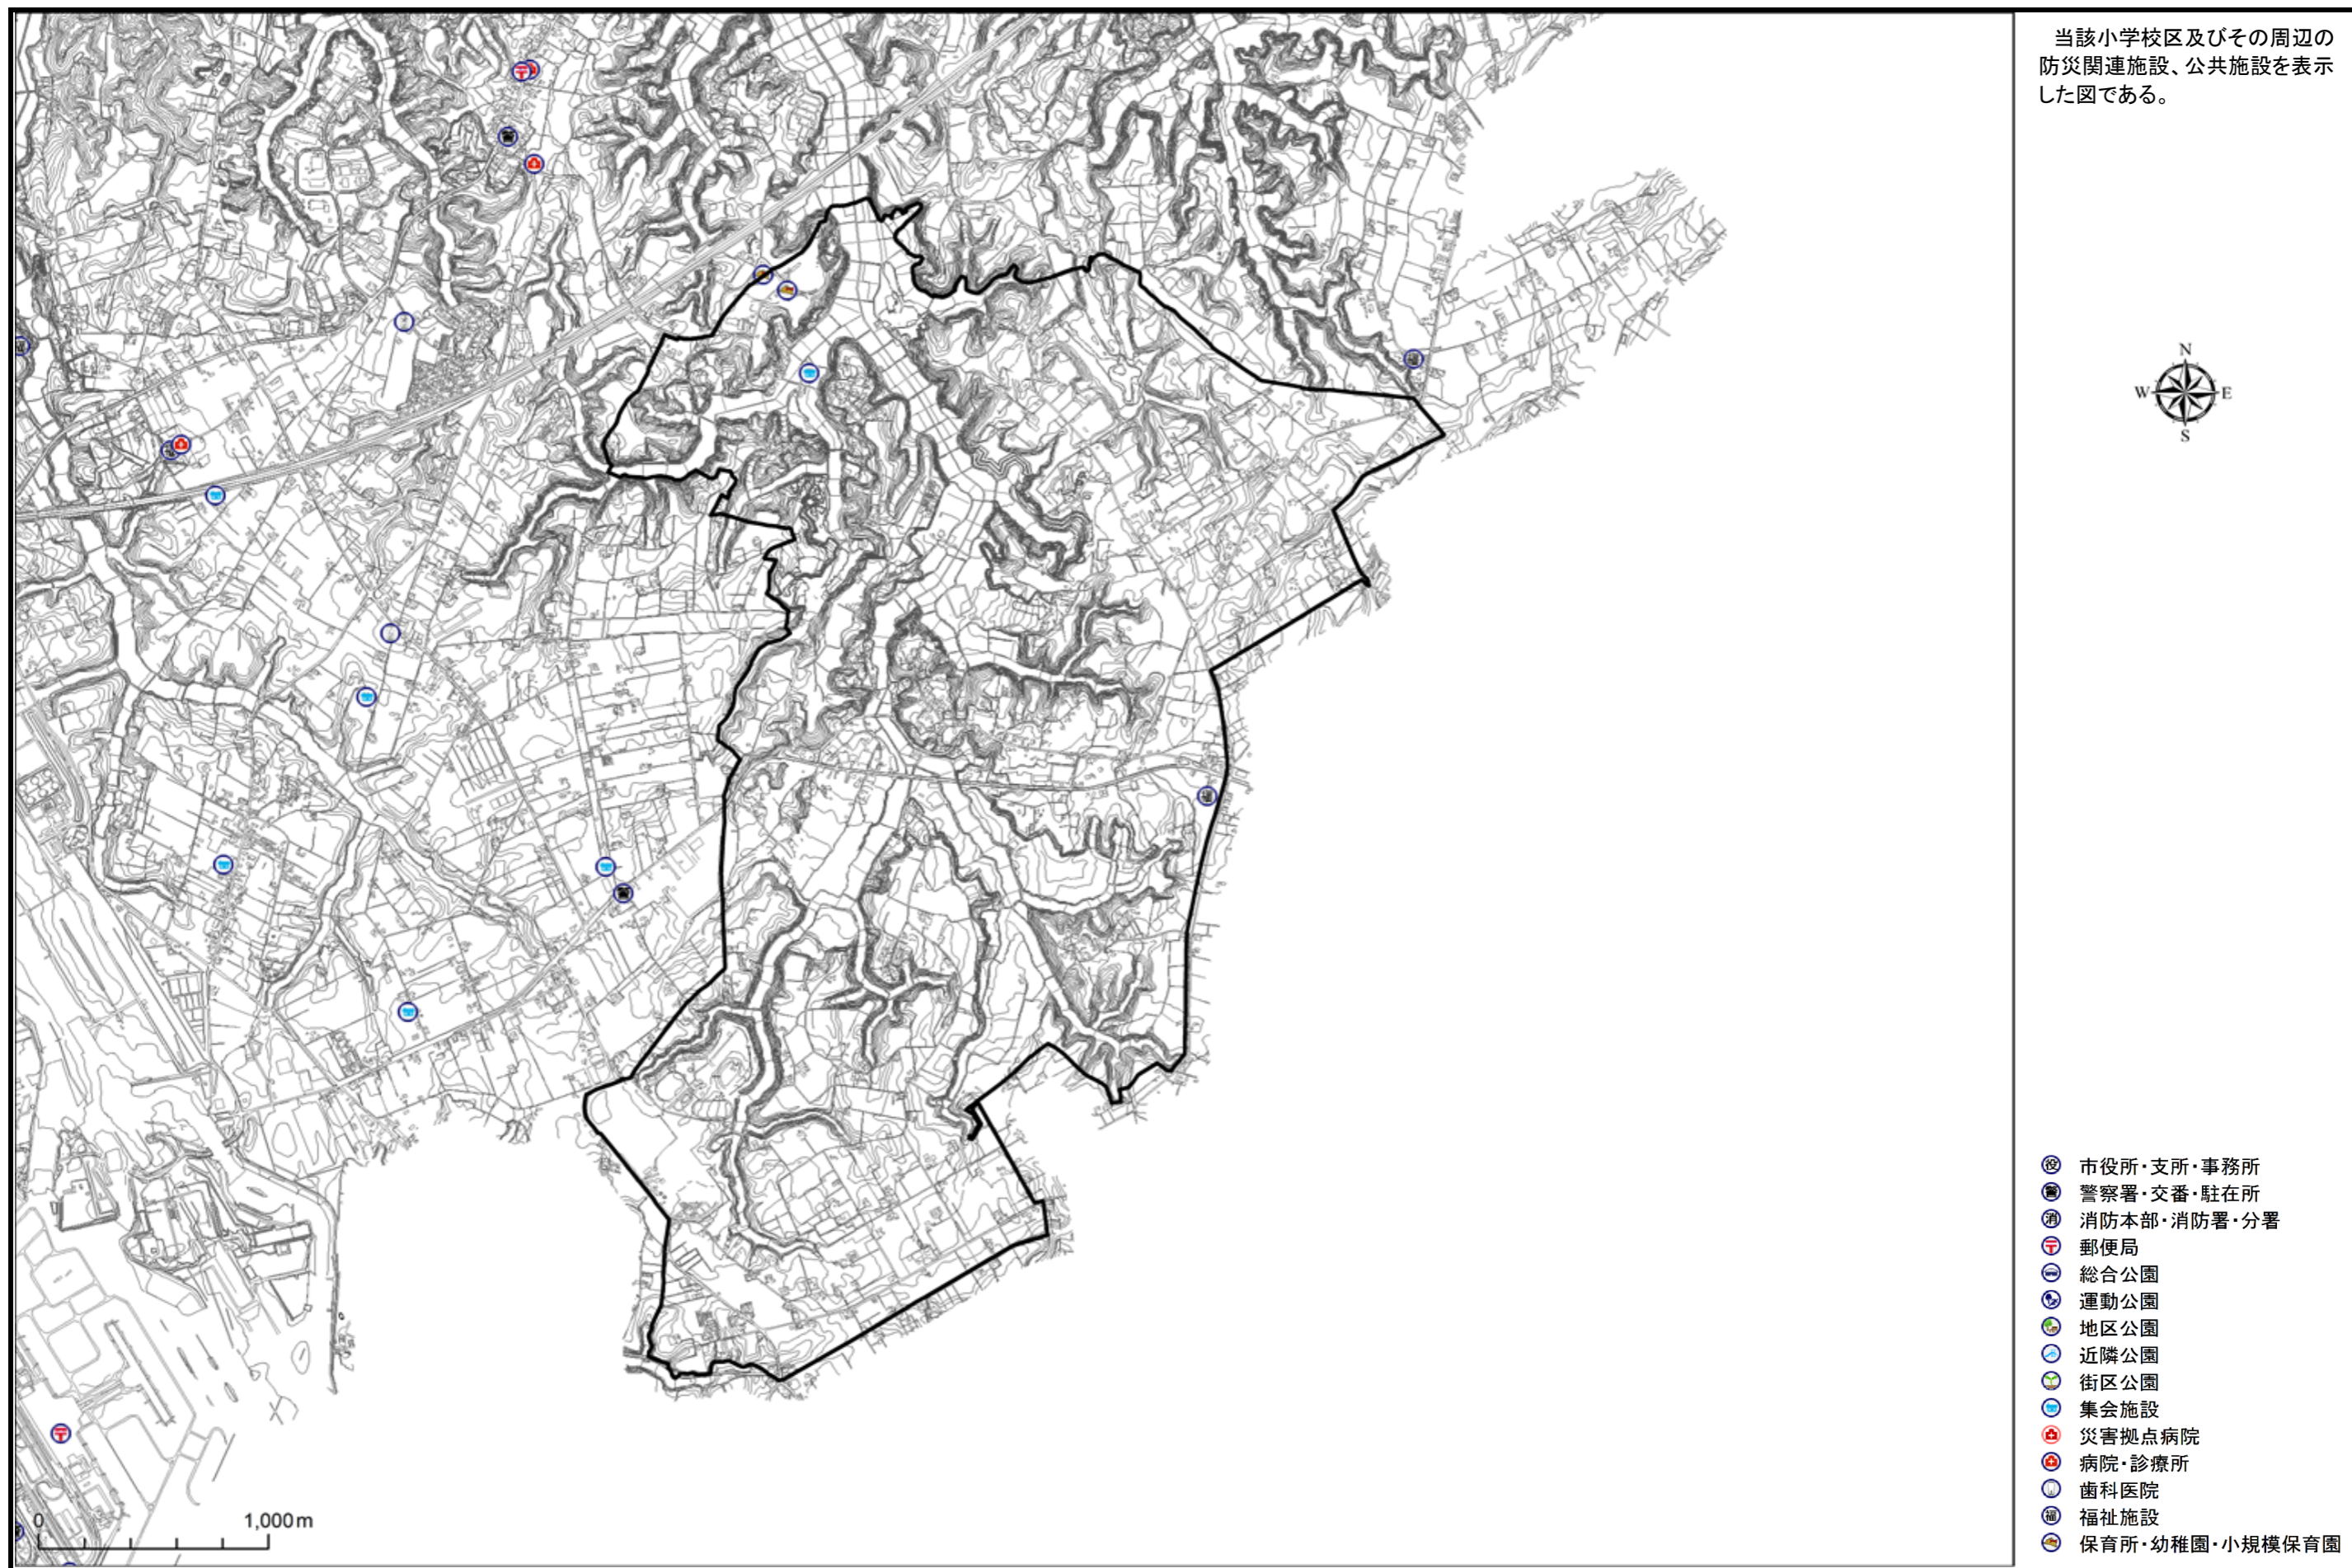 当該小学校区及びその周辺の
防災関連施設、公共施設を表示
した図である。
N
W E
S
役 市役所・支所・事務所
警 警察署・交番・駐在所
消 消防本部・消防署・分署
郵便局
総合公園
運動公園
地区公園
近隣公園
街区公園
集会施設
災害拠点病院
病院・診療所
歯科医院
福 福祉施設
保育所・幼稚園・小規模保育園
0 1,000m